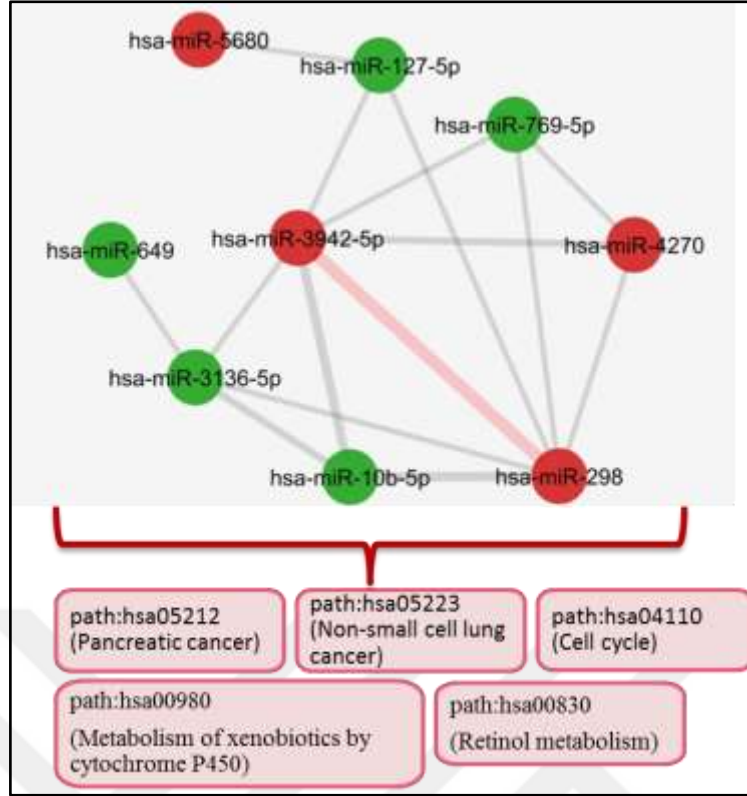 hsa-miR-5680
hsa-miR-127-5p
hsa-miR-769-5p
hsa-miR-3942-5p
hsa-miR-4270
hsa-miR-649
hsa-miR-3136-5p
hsa-miR-10b-5p
hsa-miR-298
path:hsa05212
(Pancreatic cancer)
path:hsa05223
(Non-small cell lung
cancer)
path:hsa04110
(Cell cycle)
path:hsa00980
(Metabolism of xenobiotics by
cytochrome P450)
path:hsa00830
(Retinol metabolism)